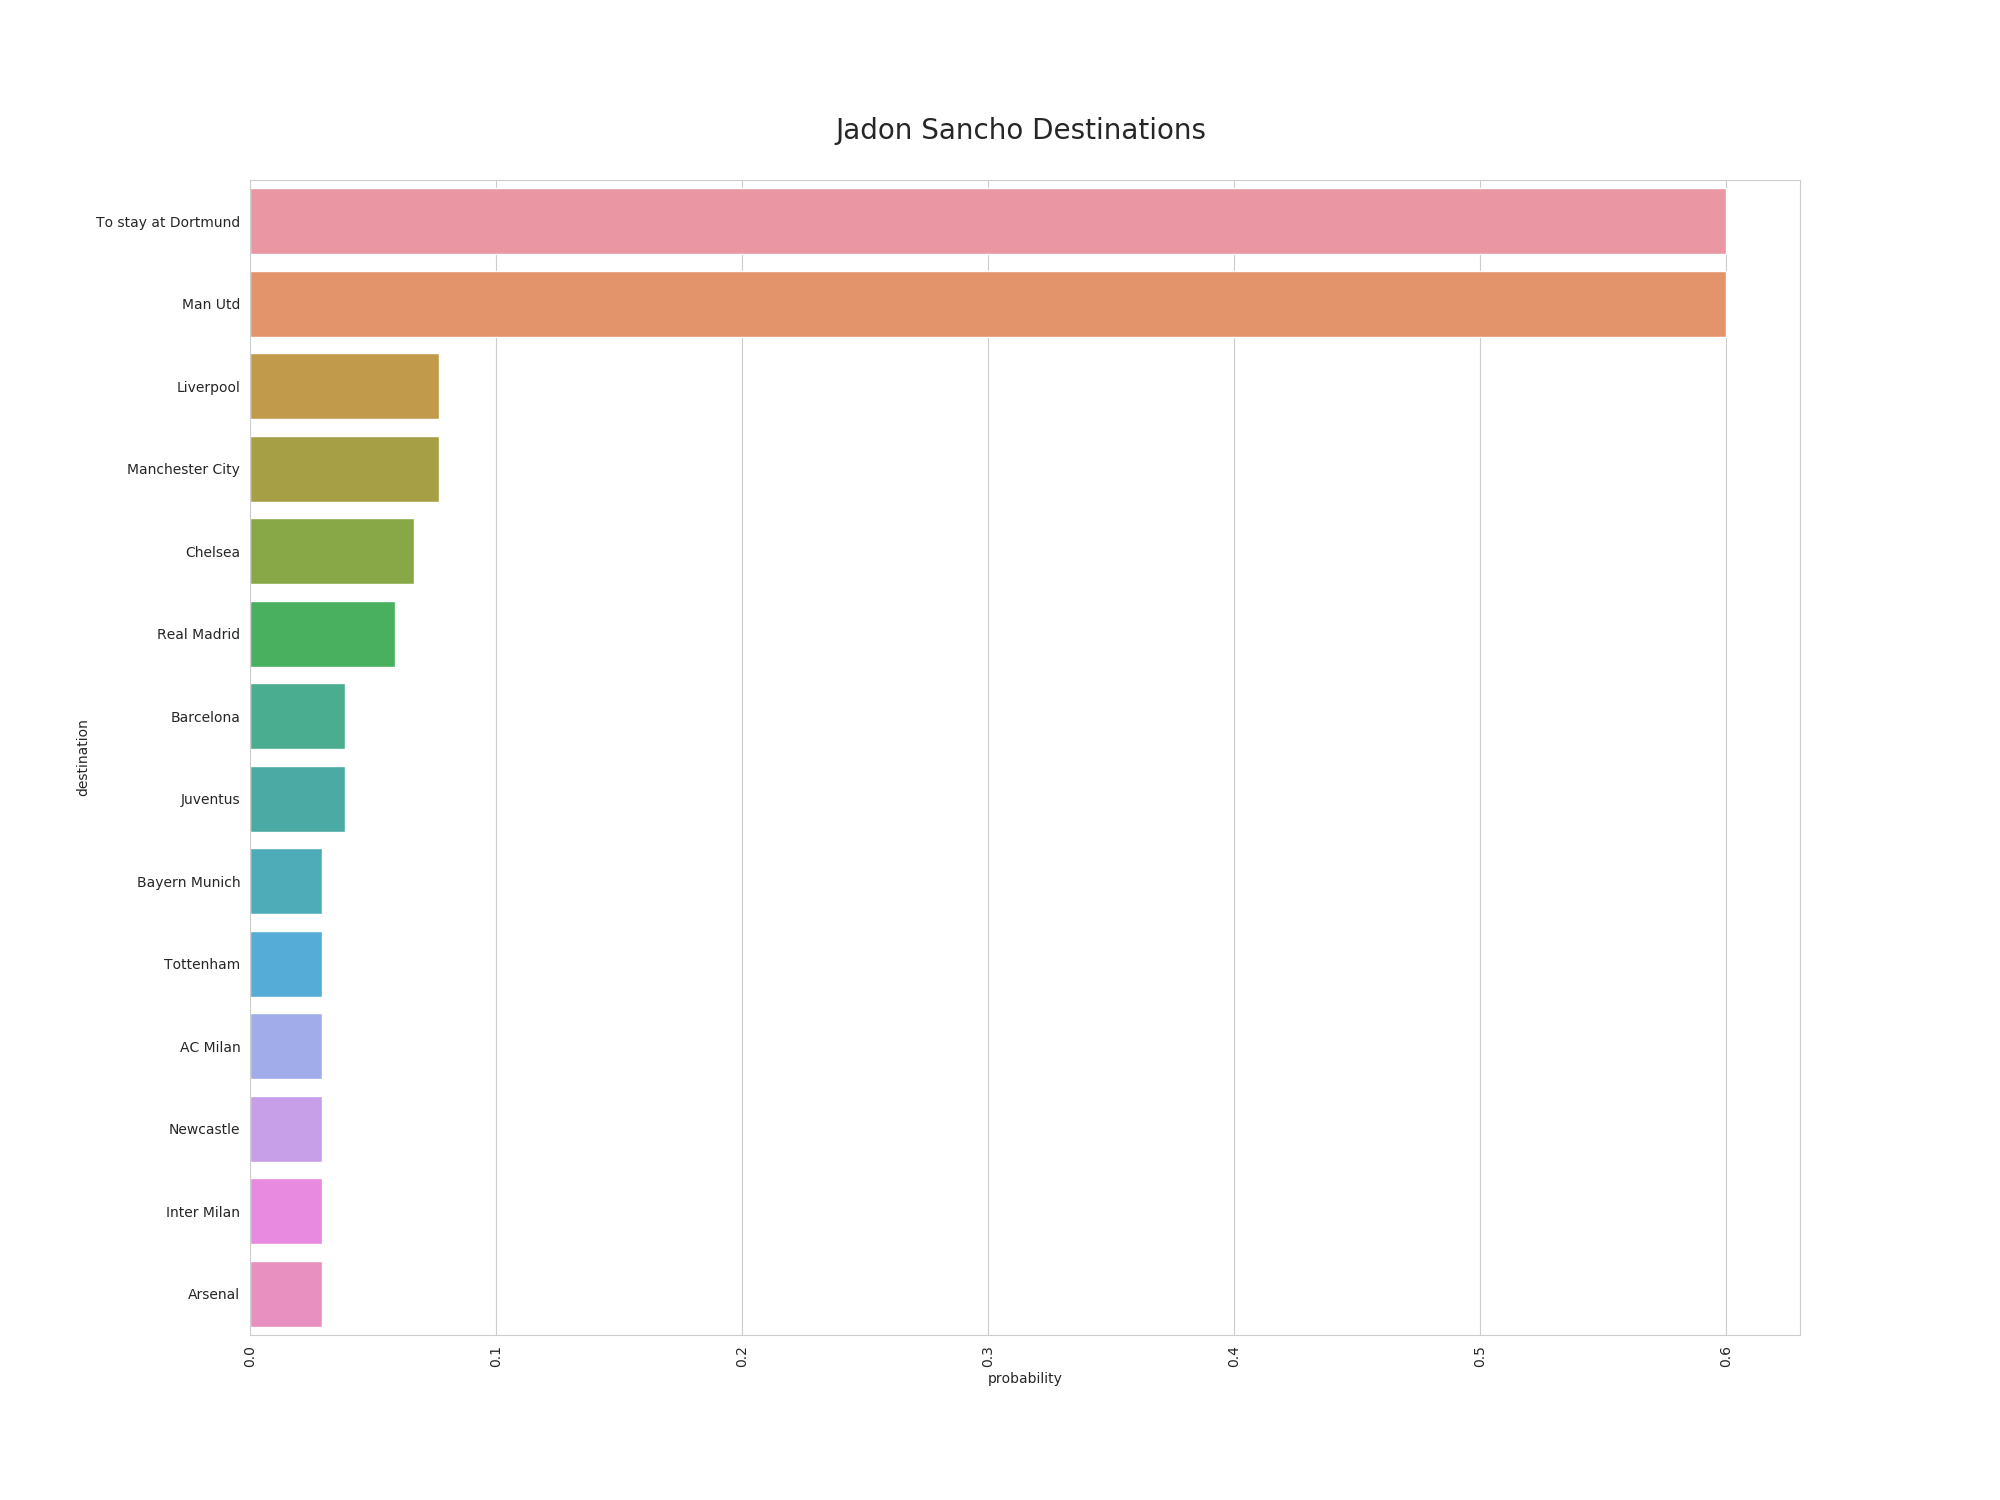 Jadon Sancho Destinations
To stay at Dortmund
Man Utd
Liverpool
Manchester City
Chelsea
Real Madrid
Barcelona
Juventus
Bayern Munich
Tottenham
AC Milan
Newcastle
Inter Milan
Arsenal
destination
0.0
0.1
0.2
0.3
0.4
0.5
0.6
probability